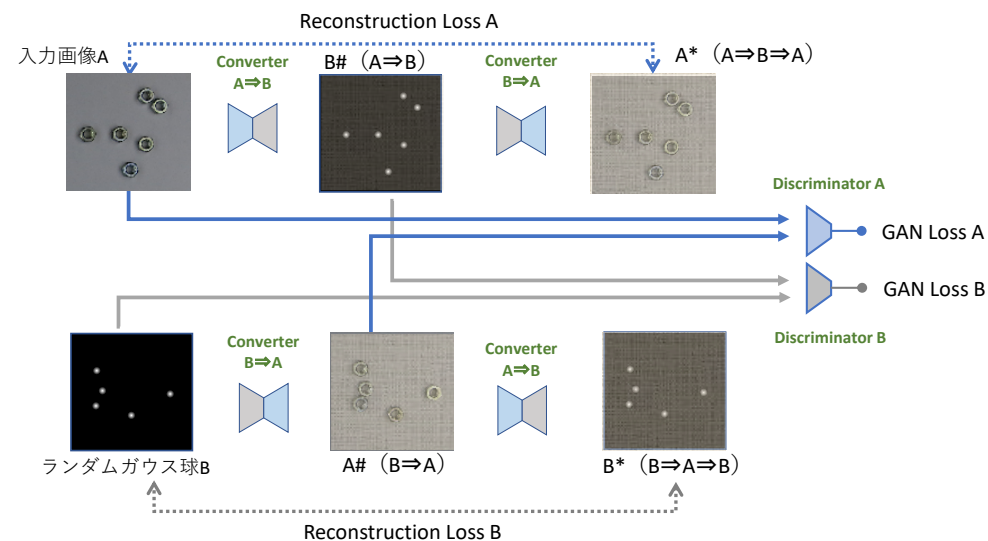 Reconstruction Loss A
入力画像A
Converter
A⇒B
B# （A⇒B）
Converter
B⇒A
A* （A⇒B⇒A）
Discriminator A
GAN Loss A
GAN Loss B
Discriminator B
Converter
B⇒A
Converter
A⇒B
ランダムガウス球B
A# （B⇒A）
B* （B⇒A⇒B）
Reconstruction Loss B